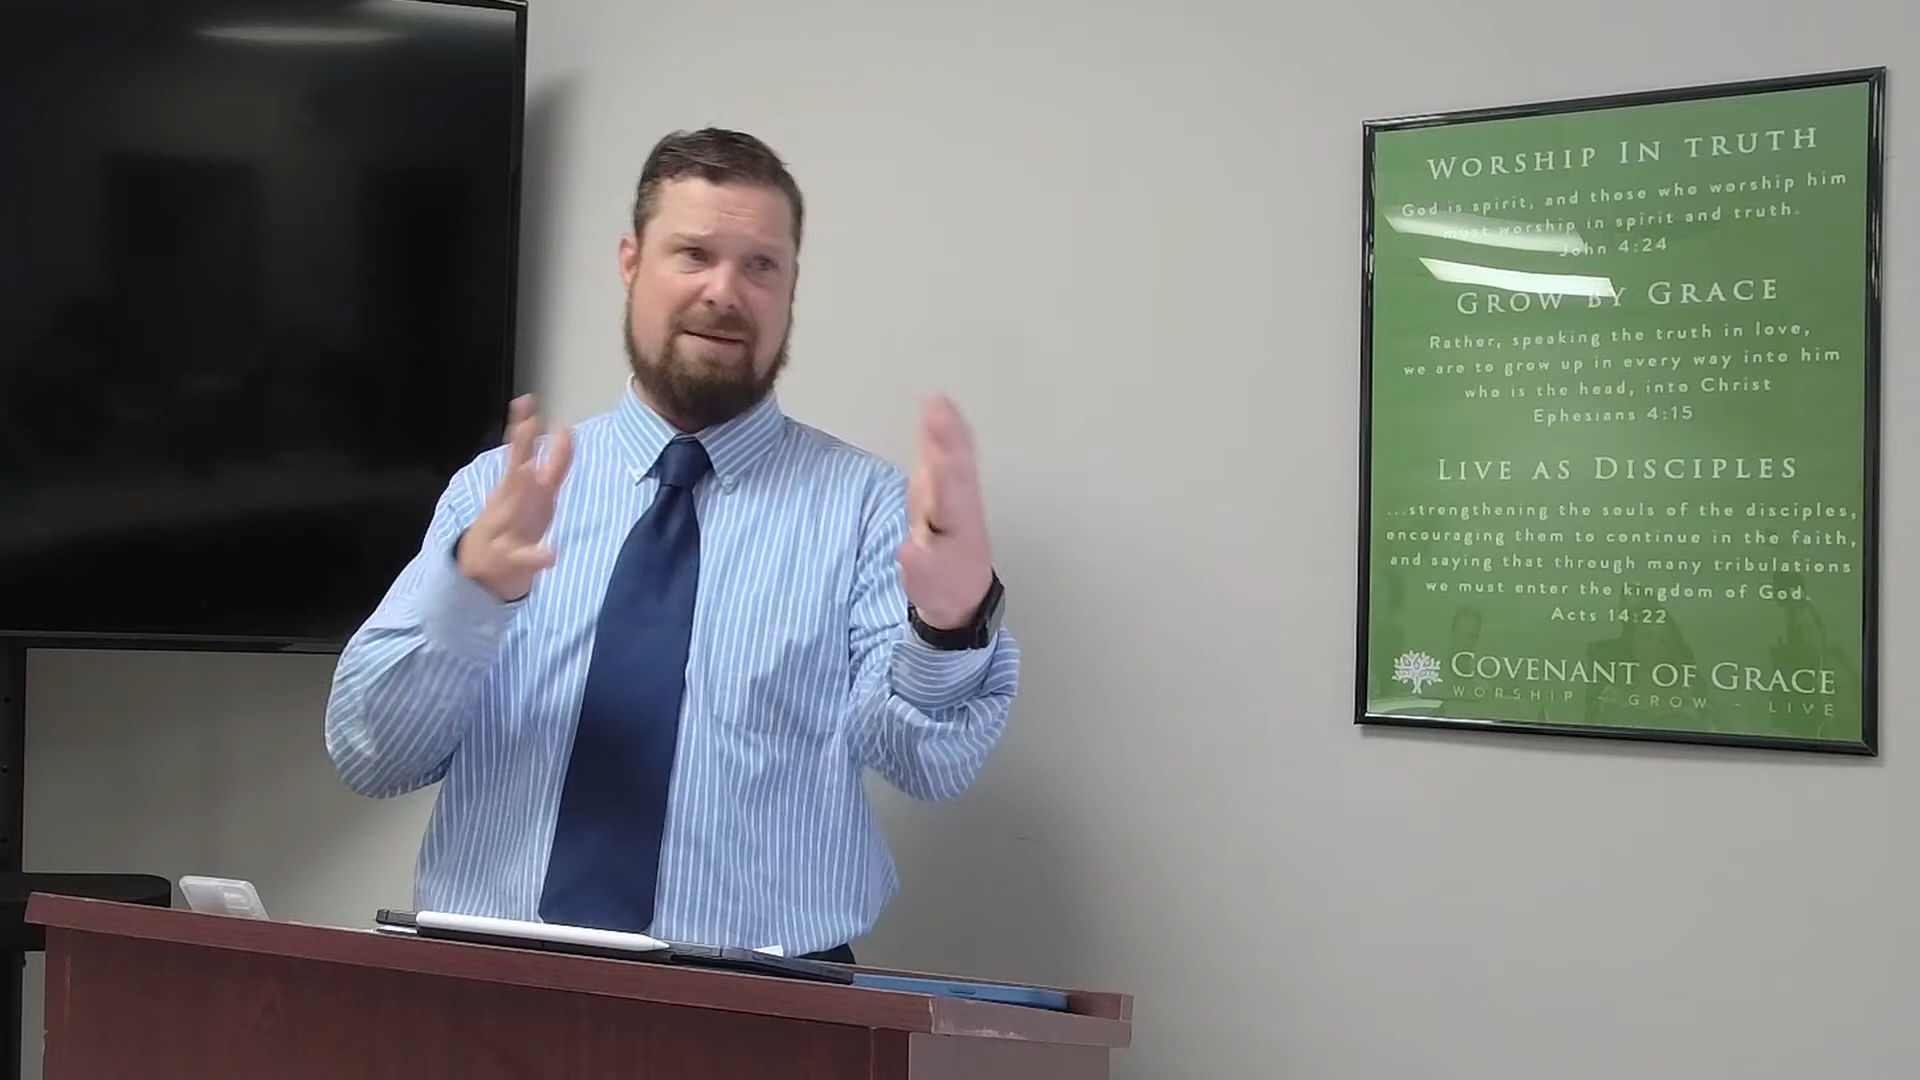 WORSHIP IN TRUTH
God is spirit, and those who worship him
must worship in spirit and truth.
John 4:24
GROW BY GRACE
Rather, speaking the truth in love,
we are to grow up in every way into him
who is the head, into Christ
Ephesians 4:15
LIVE AS DISCIPLES
...strengthening the souls of the disciples,
encouraging them to continue in the faith,
and saying that through many tribulations
we must enter the kingdom of God.
Acts 14:22
COVENANT OF GRACE
WORSHIP - GROW - LIVE